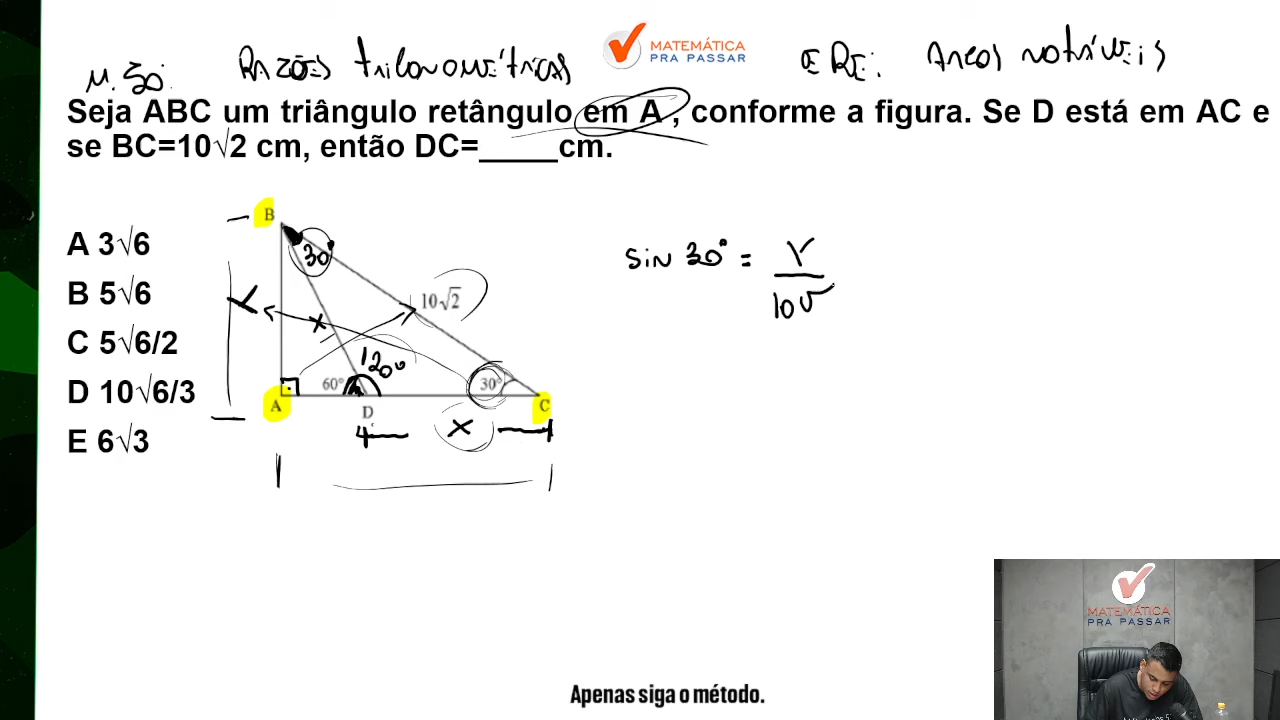 RAZÕES trigonométricas
MATEMÁTICA
PRA PASSAR
ERE: Arcos notáveis
M. 50:
Seja ABC um triângulo retângulo em A, conforme a figura. Se D está em AC e
se BC=10√2 cm, então DC=_____cm.
A 3√6
B 5√6
C 5√6/2
D 10√6/3
E 6√3
B
30°
10√2
Y
x
120°
60°
30°
A
D
C
x
sin 30° = Y
10√
MATEMÁTICA
PRA PASSAR
Apenas siga o método.